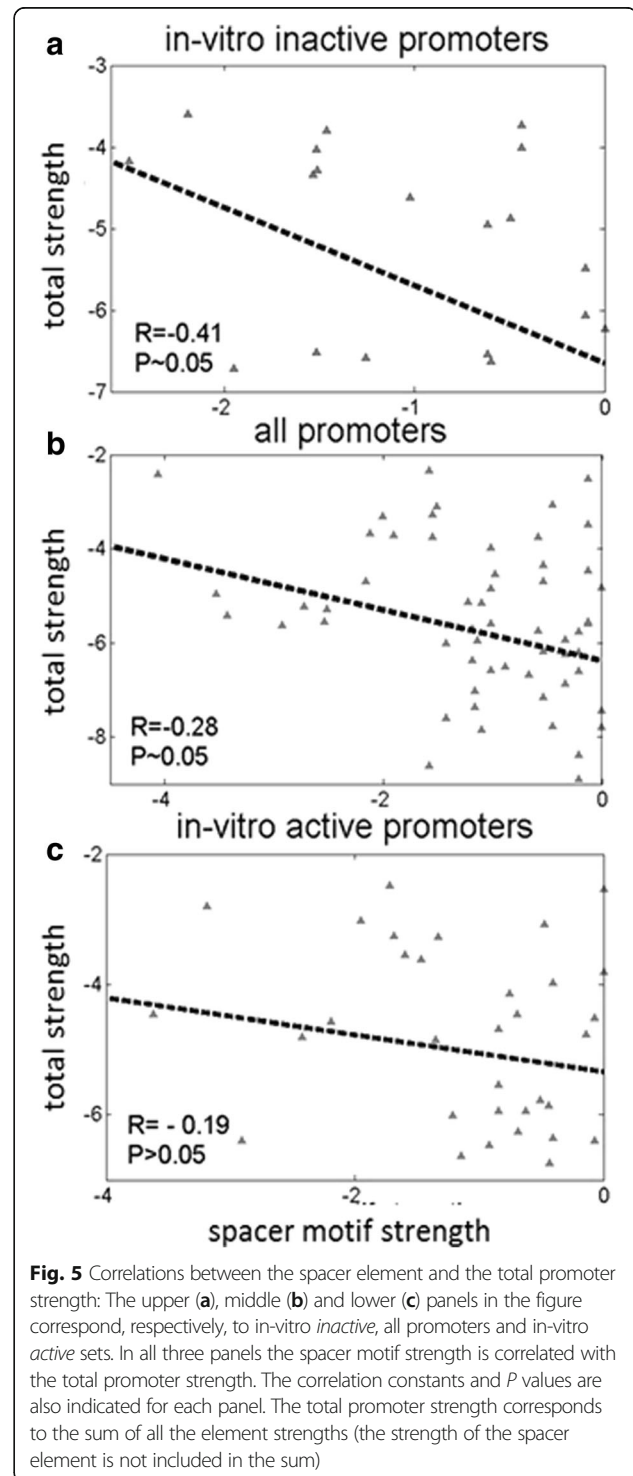 a in-vitro inactive promoters
-3
-4
-5
-6
-7
total strength
R=-0.41
P~0.05
-2 -1 0
b all promoters
-2
-4
-6
-8
total strength
R=-0.28
P~0.05
-4 -2 0
c in-vitro active promoters
-2
-4
-6
total strength
R= - 0.19
P>0.05
-4 -2 0
spacer motif strength
Fig. 5 Correlations between the spacer element and the total promoter
strength: The upper (a), middle (b) and lower (c) panels in the figure
correspond, respectively, to in-vitro inactive, all promoters and in-vitro
active sets. In all three panels the spacer motif strength is correlated with
the total promoter strength. The correlation constants and P values are
also indicated for each panel. The total promoter strength corresponds
to the sum of all the element strengths (the strength of the spacer
element is not included in the sum)